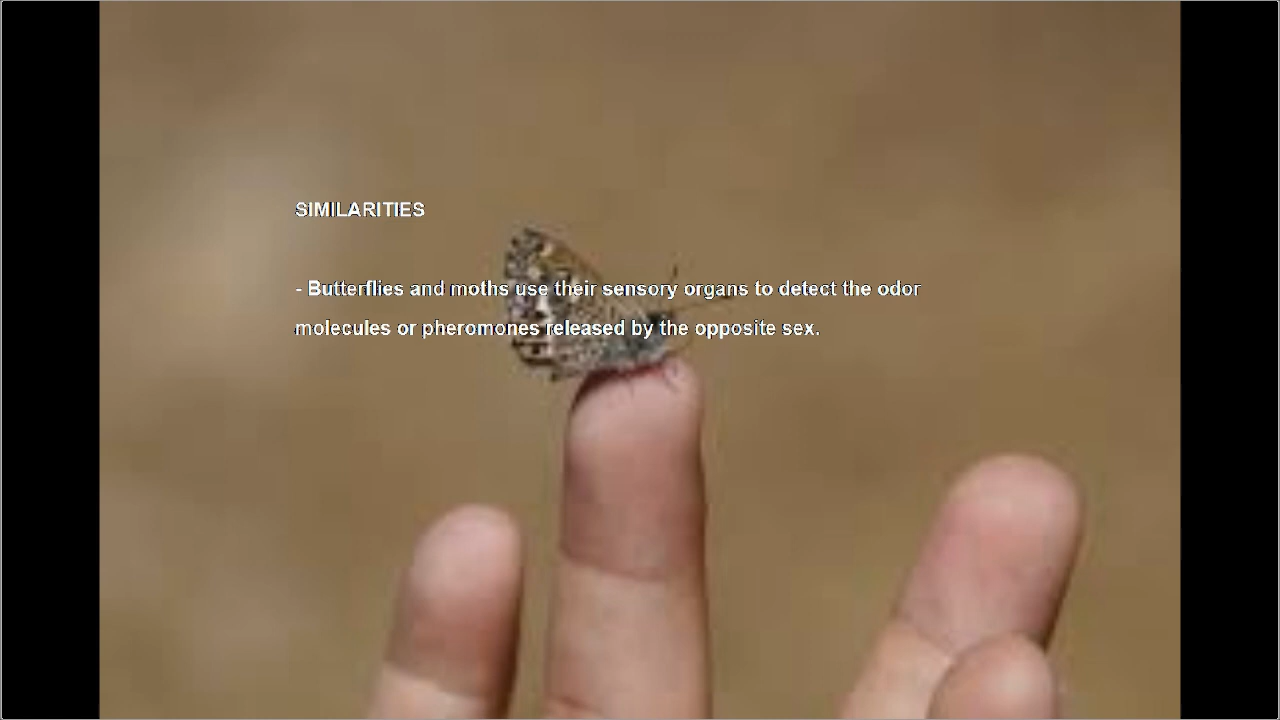 SIMILARITIES
- Butterflies and moths use their sensory organs to detect the odor
molecules or pheromones released by the opposite sex.